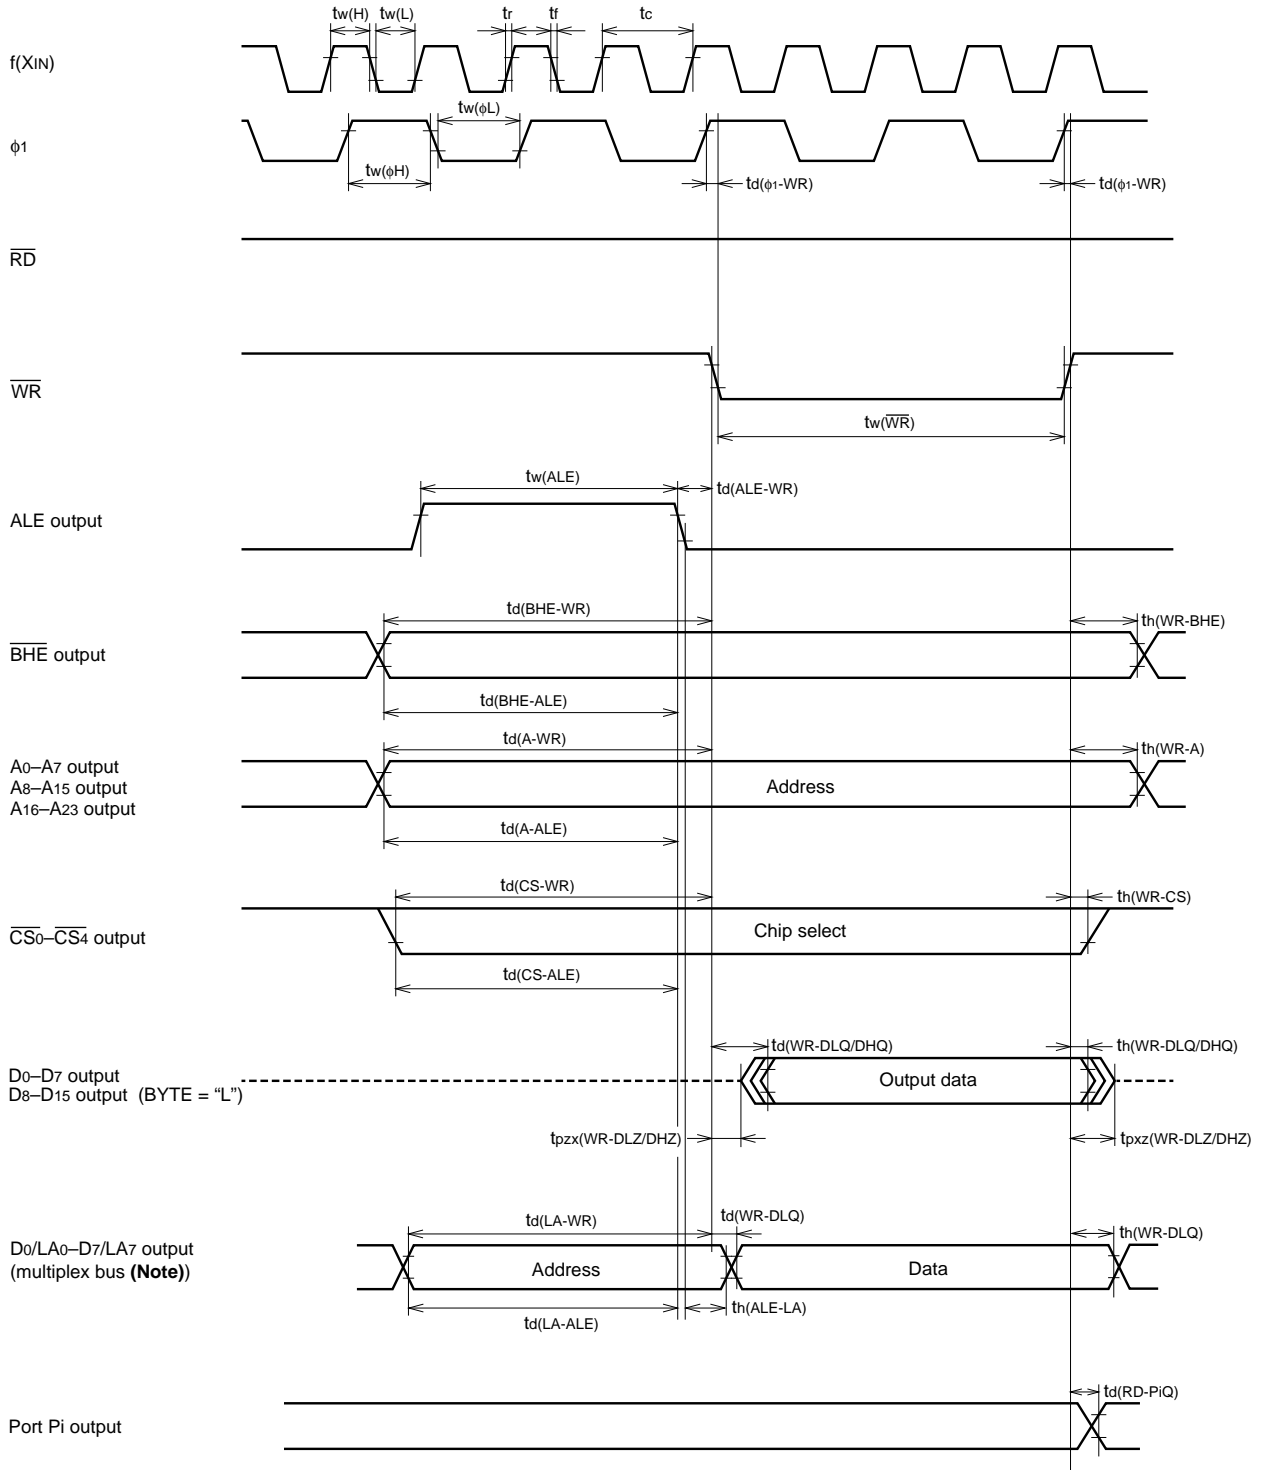 tw(H) tw(L) tr tf tc
f(XIN)
tw(ϕL)
ϕ1
tw(ϕH)
td(ϕ1-WR) td(ϕ1-WR)
R̅D̅
W̅R̅
tw(W̅R̅)
tw(ALE) td(ALE-WR)
ALE output
td(BHE-WR) th(WR-BHE)
B̅H̅E̅ output
td(BHE-ALE)
td(A-WR) th(WR-A)
A0–A7 output
A8–A15 output
A16–A23 output
Address
td(A-ALE)
td(CS-WR) th(WR-CS)
C̅S̅0̅–C̅S̅4̅ output
Chip select
td(CS-ALE)
td(WR-DLQ/DHQ) th(WR-DLQ/DHQ)
D0–D7 output
D8–D15 output (BYTE = “L”)
Output data
tpzx(WR-DLZ/DHZ) tpxz(WR-DLZ/DHZ)
td(LA-WR) td(WR-DLQ) th(WR-DLQ)
D0/LA0–D7/LA7 output
(multiplex bus (Note))
Address Data
td(LA-ALE) th(ALE-LA)
td(RD-PiQ)
Port Pi output